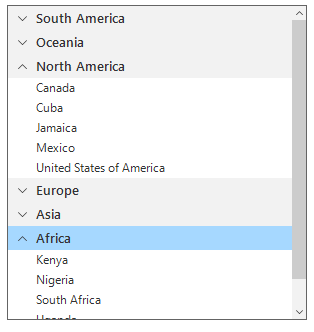 South America
Oceania
North America
Canada
Cuba
Jamaica
Mexico
United States of America
Europe
Asia
Africa
Kenya
Nigeria
South Africa
Uganda